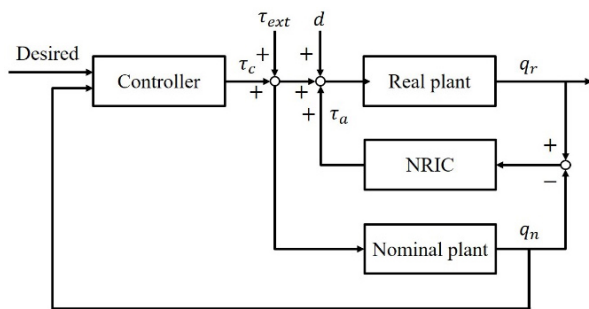 τ_ext
d
Desired
Controller
τ_c
+
+
+
+
+
Real plant
q_r
τ_a
NRIC
+
−
Nominal plant
q_n